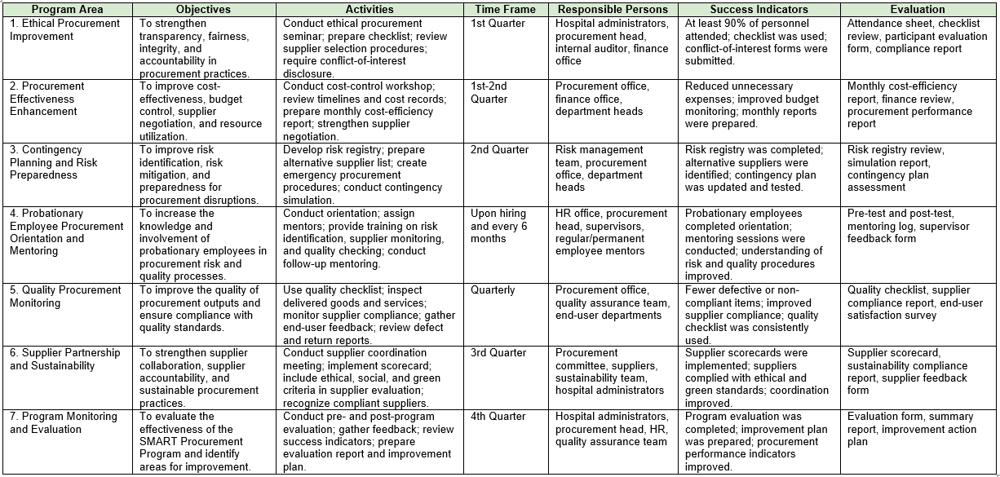 Program Area
Objectives
Activities
Time Frame
Responsible Persons
Success Indicators
Evaluation
1. Ethical Procurement
Improvement
To strengthen
transparency, fairness,
integrity, and
accountability in
procurement practices.
Conduct ethical procurement
seminar; prepare checklist; review
supplier selection procedures;
require conflict-of-interest
disclosure.
1st Quarter
Hospital administrators,
procurement head,
internal auditor, finance
office
At least 90% of personnel
attended; checklist was used;
conflict-of-interest forms were
submitted.
Attendance sheet, checklist
review, participant evaluation
form, compliance report
2. Procurement
Effectiveness
Enhancement
To improve cost-
effectiveness, budget
control, supplier
negotiation, and resource
utilization.
Conduct cost-control workshop;
review timelines and cost records;
prepare monthly cost-efficiency
report; strengthen supplier
negotiation.
1st-2nd
Quarter
Procurement office,
finance office,
department heads
Reduced unnecessary
expenses; improved budget
monitoring; monthly reports
were prepared.
Monthly cost-efficiency
report, finance review,
procurement performance
report
3. Contingency
Planning and Risk
Preparedness
To improve risk
identification, risk
mitigation, and
preparedness for
procurement disruptions.
Develop risk registry; prepare
alternative supplier list; create
emergency procurement
procedures; conduct contingency
simulation.
2nd Quarter
Risk management
team, procurement
office, department
heads
Risk registry was completed;
alternative suppliers were
identified; contingency plan
was updated and tested.
Risk registry review,
simulation report,
contingency plan
assessment
4. Probationary
Employee Procurement
Orientation and
Mentoring
To increase the
knowledge and
involvement of
probationary employees in
procurement risk and
quality processes.
Conduct orientation; assign
mentors; provide training on risk
identification, supplier monitoring,
and quality checking; conduct
follow-up mentoring.
Upon hiring
and every 6
months
HR office, procurement
head, supervisors,
regular/permanent
employee mentors
Probationary employees
completed orientation;
mentoring sessions were
conducted; understanding of
risk and quality procedures
improved.
Pre-test and post-test,
mentoring log, supervisor
feedback form
5. Quality Procurement
Monitoring
To improve the quality of
procurement outputs and
ensure compliance with
quality standards.
Use quality checklist; inspect
delivered goods and services;
monitor supplier compliance; gather
end-user feedback; review defect
and return reports.
Quarterly
Procurement office,
quality assurance team,
end-user departments
Fewer defective or non-
compliant items; improved
supplier compliance; quality
checklist was consistently
used.
Quality checklist, supplier
compliance report, end-user
satisfaction survey
6. Supplier Partnership
and Sustainability
To strengthen supplier
collaboration, supplier
accountability, and
sustainable procurement
practices.
Conduct supplier coordination
meeting; implement scorecard;
include ethical, social, and green
criteria in supplier evaluation;
recognize compliant suppliers.
3rd Quarter
Procurement
committee, suppliers,
sustainability team,
hospital administrators
Supplier scorecards were
implemented; suppliers
complied with ethical and
green standards; coordination
improved.
Supplier scorecard,
sustainability compliance
report, supplier feedback
form
7. Program Monitoring
and Evaluation
To evaluate the
effectiveness of the
SMART Procurement
Program and identify
areas for improvement.
Conduct pre- and post-program
evaluation; gather feedback; review
success indicators; prepare
evaluation report and improvement
plan.
4th Quarter
Hospital administrators,
procurement head, HR,
quality assurance team
Program evaluation was
completed; improvement plan
was prepared; procurement
performance indicators
improved.
Evaluation form, summary
report, improvement action
plan